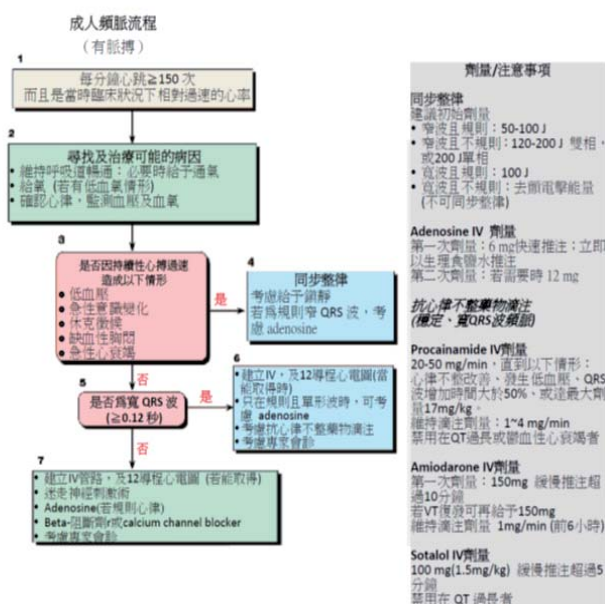 成人頻脈流程
(有脈搏)
1
每分鐘心跳≧150 次
而且是當時臨床狀況下相對過速的心率
2
尋找及治療可能的病因
• 維持呼吸道暢通：必要時給予通氣
• 給氧 (若有低血氧情形)
• 確認心律，監測血壓及血氧
3
是否因持續性心搏過速
造成以下情形
• 低血壓
• 急性意識變化
• 休克徵候
• 缺血性胸悶
• 急性心衰竭
是
4
同步整律
考慮給予鎮靜
若為規則窄 QRS 波，考
慮 adenosine
否
5
是否為寬 QRS 波
(≧0.12 秒)
是
6
• 建立IV，及12導程心電圖(當
能取得時)
• 只在規則且單形波時，可考
慮 adenosine
• 考慮抗心律不整藥物滴注
• 考慮專家會診
否
7
• 建立IV管路，及12導程心電圖 (若能取得)
• 迷走神經刺激術
• Adenosine(若規則心律)
• Beta-阻斷劑r或calcium channel blocker
• 考慮專家會診
劑量/注意事項
同步整律
建議初始劑量
• 窄波且規則：50-100 J
• 窄波且不規則：120-200 J 雙相，
或200 J單相
• 寬波且規則：100 J
• 寬波且不規則：去顫電擊能量
(不可同步整律)
Adenosine IV 劑量
第一次劑量：6 mg快速推注；立即
以生理食鹽水推注
第二次劑量：若需要時 12 mg
抗心律不整藥物滴注
(穩定、寬QRS波頻脈)
Procainamide IV劑量
20-50 mg/min，直到以下情形：
心律不整改善、發生低血壓、QRS
波增加時間大於50%、或達最大劑
量17mg/kg。
維持滴注劑量：1~4 mg/min
禁用在QT過長或鬱血性心衰竭者
Amiodarone IV劑量
第一次劑量：150mg 緩慢推注超
過10分鐘
若VT復發可再給予150mg
維持滴注劑量 1mg/min (前6小時)
Sotalol IV劑量
100 mg(1.5mg/kg) 緩慢推注超過5
分鐘
禁用在 QT 過長者